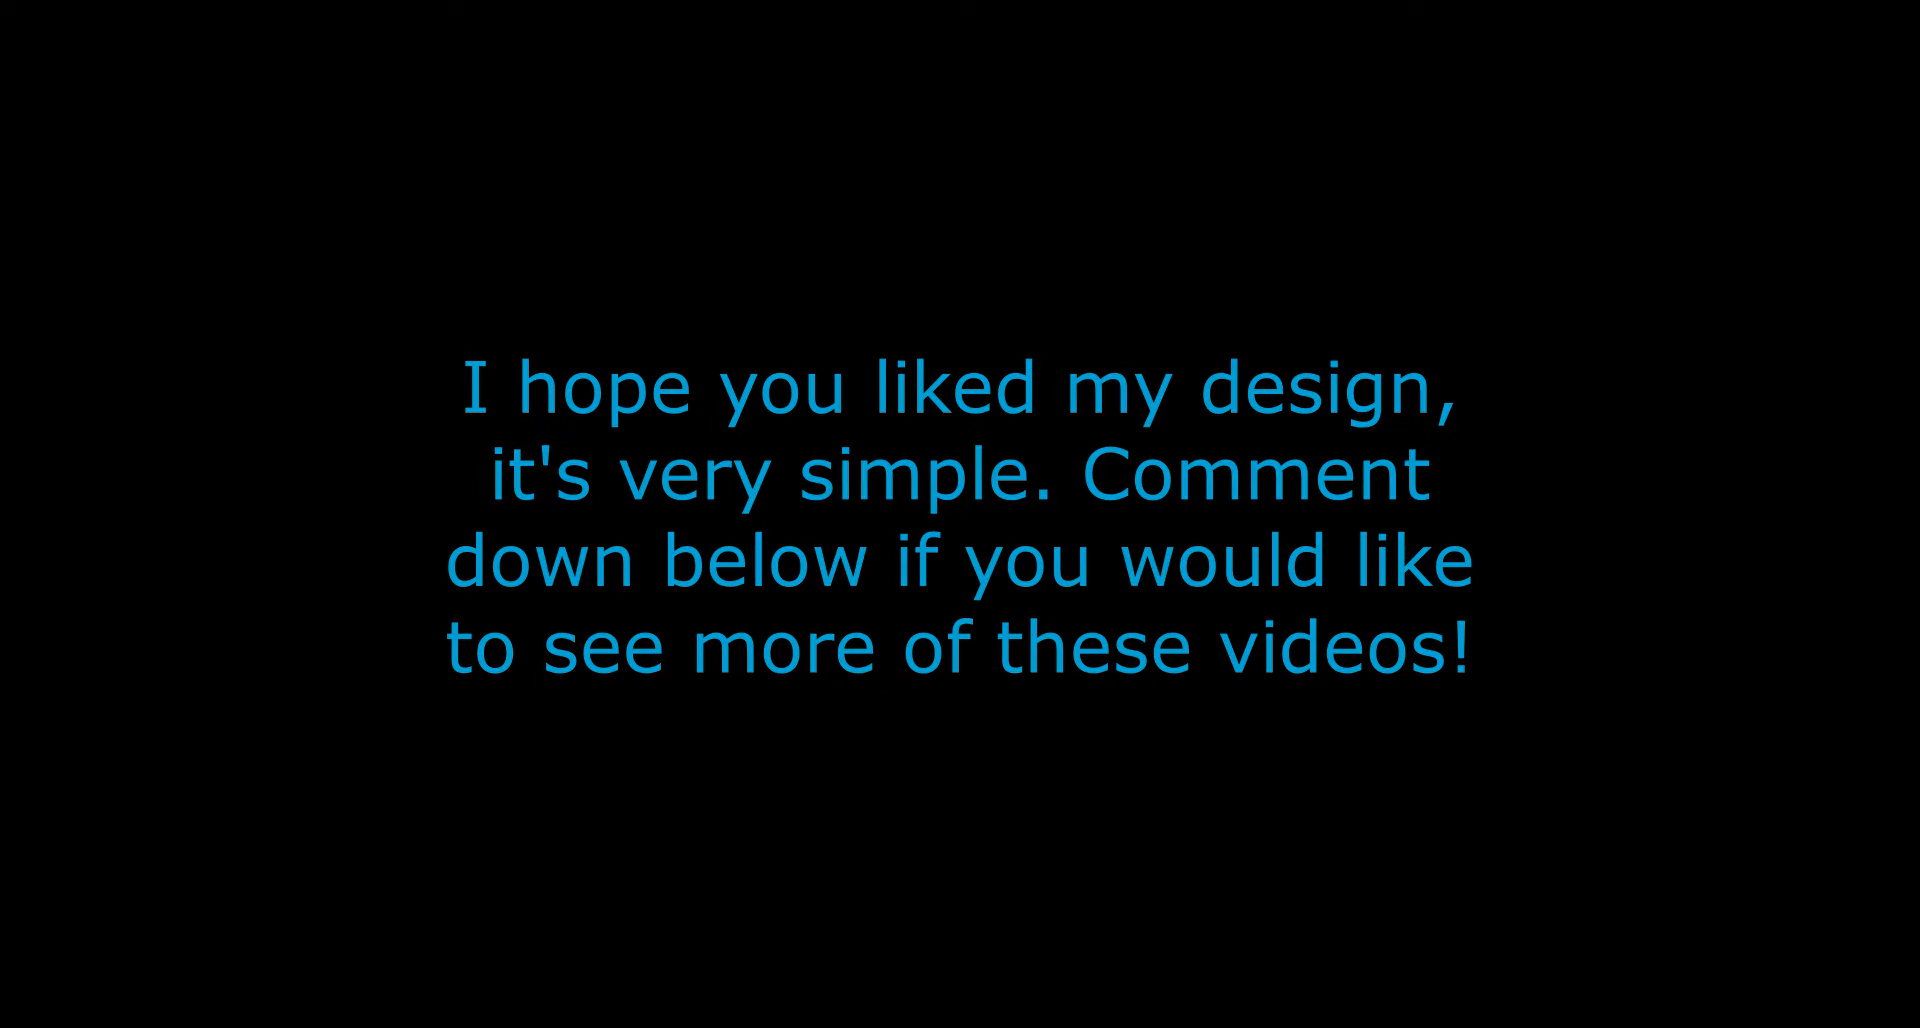 I hope you liked my design,
it's very simple. Comment
down below if you would like
to see more of these videos!